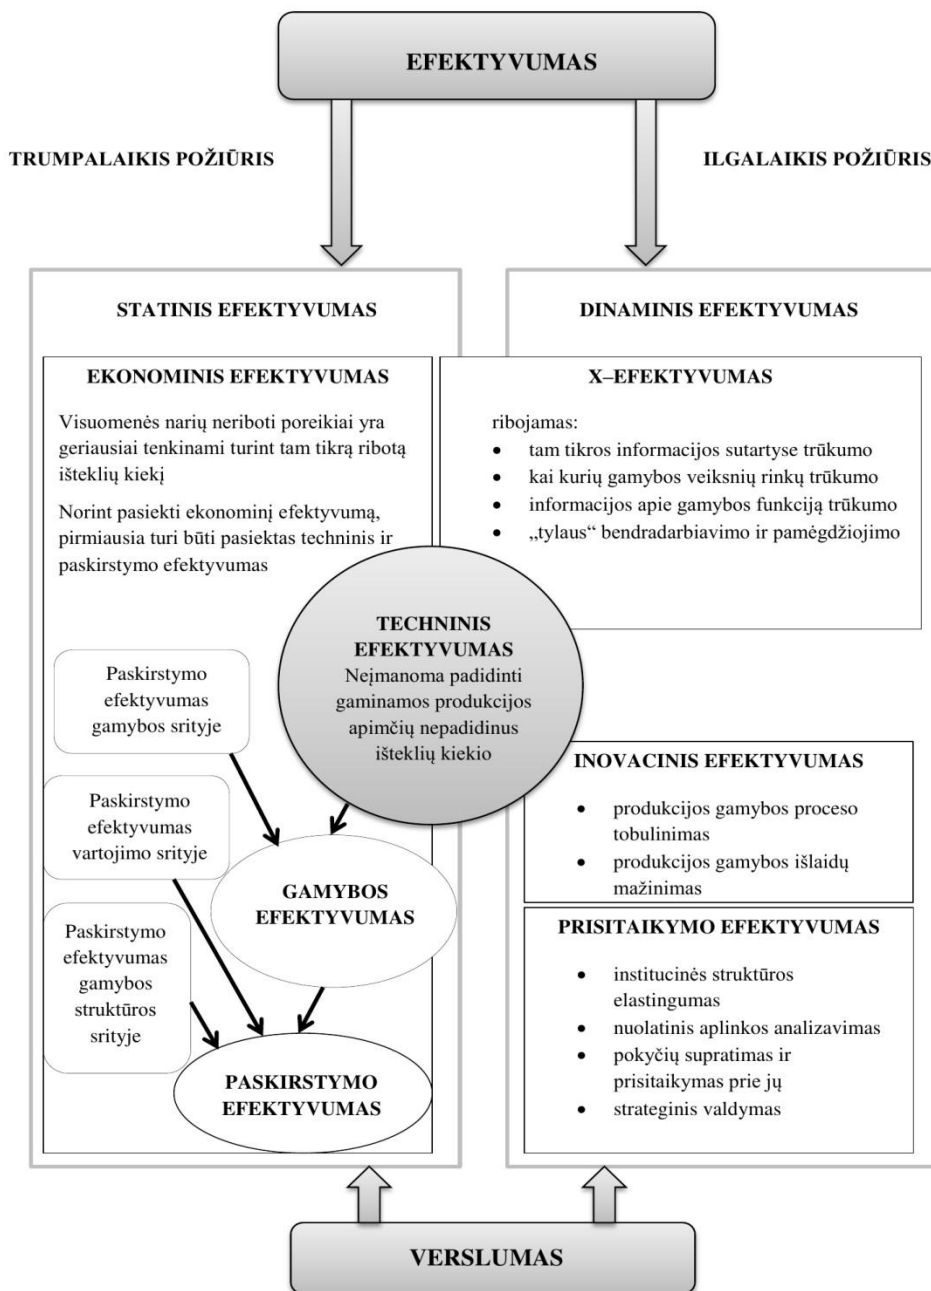 EFEKTYVUMAS
TRUMPALAIKIS POŽIŪRIS
ILGALAIKIS POŽIŪRIS
STATINIS EFEKTYVUMAS
EKONOMINIS EFEKTYVUMAS
Visuomenės narių neriboti poreikiai yra
geriausiai tenkinami turint tam tikrą ribotą
išteklių kiekį
Norint pasiekti ekonominį efektyvumą,
pirmiausia turi būti pasiektas techninis ir
paskirstymo efektyvumas
DINAMINIS EFEKTYVUMAS
X–EFEKTYVUMAS
ribojamas:
• tam tikros informacijos sutartyse trūkumo
• kai kurių gamybos veiksnių rinkų trūkumo
• informacijos apie gamybos funkciją trūkumo
• „tylaus“ bendradarbiavimo ir pamėgdžiojimo
TECHNINIS
EFEKTYVUMAS
Neįmanoma padidinti
gaminamos produkcijos
apimčių nepadidinus
išteklių kiekio
Paskirstymo
efektyvumas
gamybos srityje
Paskirstymo
efektyvumas
vartojimo srityje
Paskirstymo
efektyvumas
gamybos
struktūros
srityje
GAMYBOS
EFEKTYVUMAS
PASKIRSTYMO
EFEKTYVUMAS
INOVACINIS EFEKTYVUMAS
• produkcijos gamybos proceso
tobulinimas
• produkcijos gamybos išlaidų
mažinimas
PRISITAIKYMO EFEKTYVUMAS
• institucinės struktūros
elastingumas
• nuolatinis aplinkos analizavimas
• pokyčių supratimas ir
prisitaikymas prie jų
• strateginis valdymas
VERSLUMAS